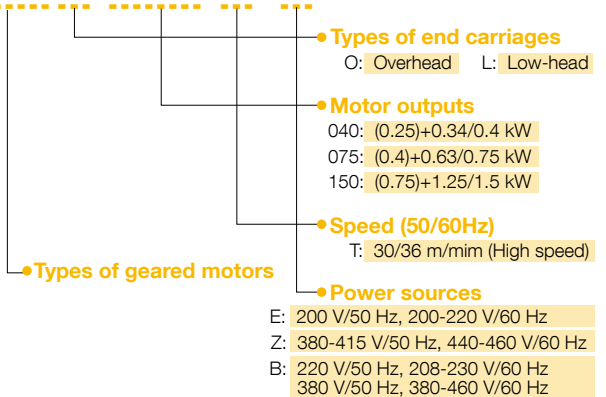 Types of end carriages
O: Overhead L: Low-head
Motor outputs
040: (0.25)+0.34/0.4 kW
075: (0.4)+0.63/0.75 kW
150: (0.75)+1.25/1.5 kW
Speed (50/60Hz)
T: 30/36 m/mim (High speed)
Types of geared motors
Power sources
E: 200 V/50 Hz, 200-220 V/60 Hz
Z: 380-415 V/50 Hz, 440-460 V/60 Hz
B: 220 V/50 Hz, 208-230 V/60 Hz
380 V/50 Hz, 380-460 V/60 Hz